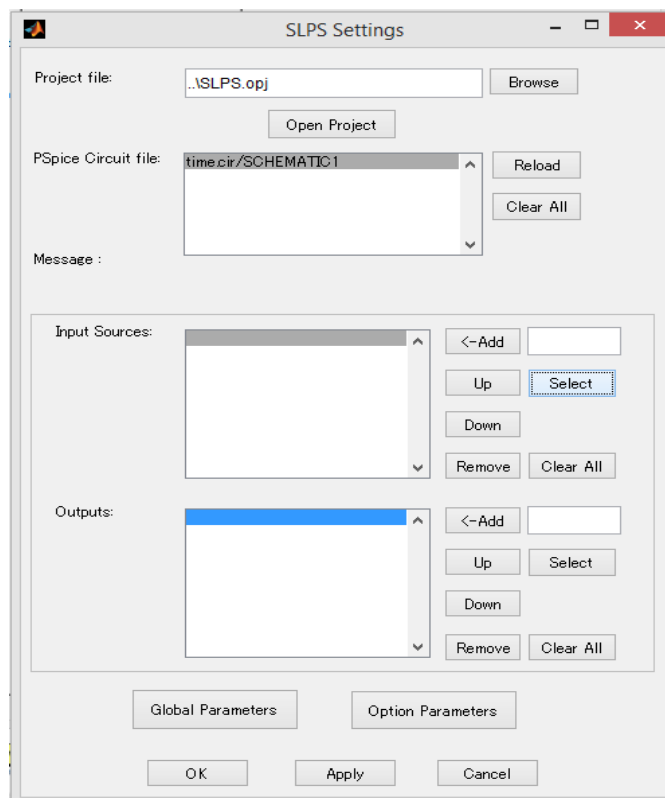 SLPS Settings
Project file:
..\SLPS.opj
Browse
Open Project
PSpice Circuit file:
time.cir/SCHEMATIC1
Reload
Clear All
Message :
Input Sources:
<-Add
Up
Select
Down
Remove
Clear All
Outputs:
<-Add
Up
Select
Down
Remove
Clear All
Global Parameters
Option Parameters
OK
Apply
Cancel